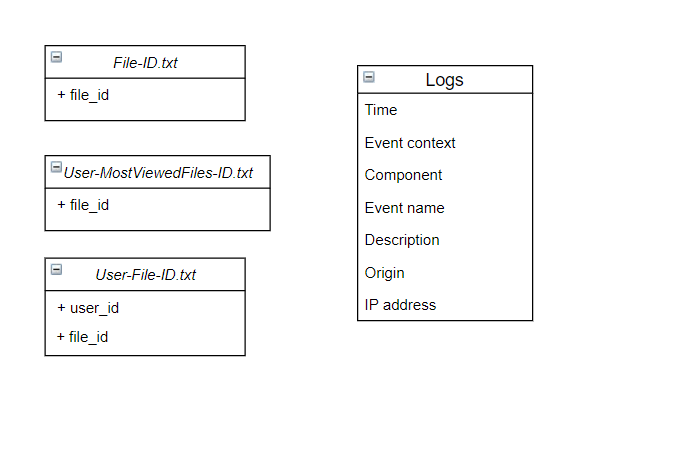 File-ID.txt
+ file_id
User-MostViewedFiles-ID.txt
+ file_id
User-File-ID.txt
+ user_id
+ file_id
Logs
Time
Event context
Component
Event name
Description
Origin
IP address